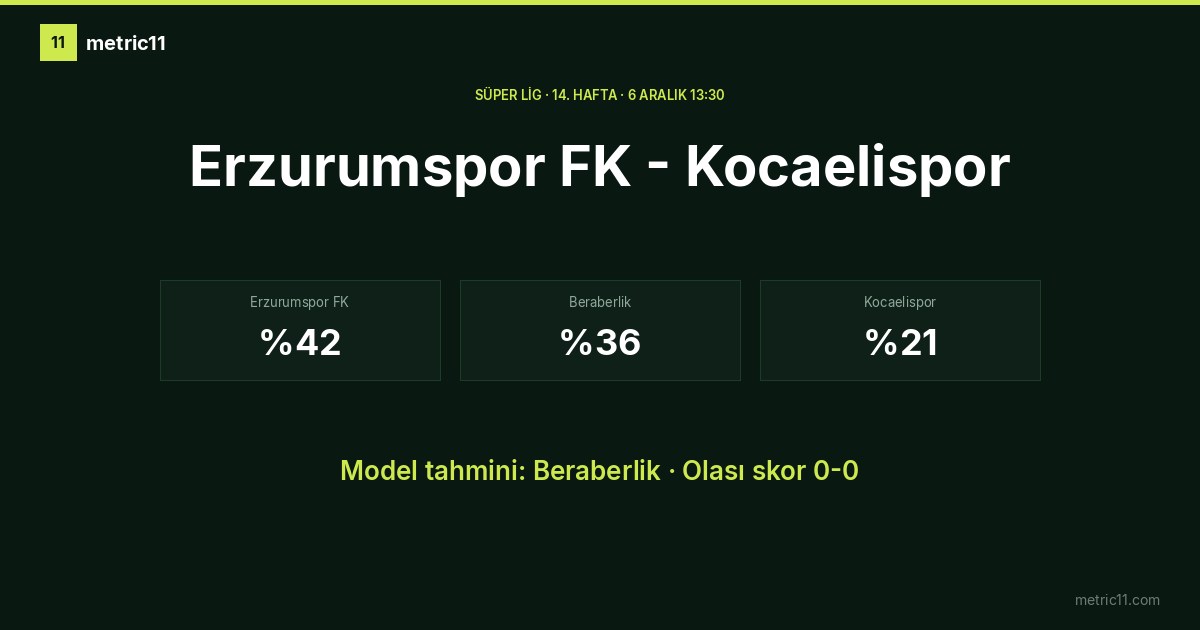 11 metric11
SÜPER LİG · 14. HAFTA · 6 ARALIK 13:30
Erzurumspor FK - Kocaelispor
Erzurumspor FK
%42
Beraberlik
%36
Kocaelispor
%21
Model tahmini: Beraberlik · Olası skor 0-0
metric11.com